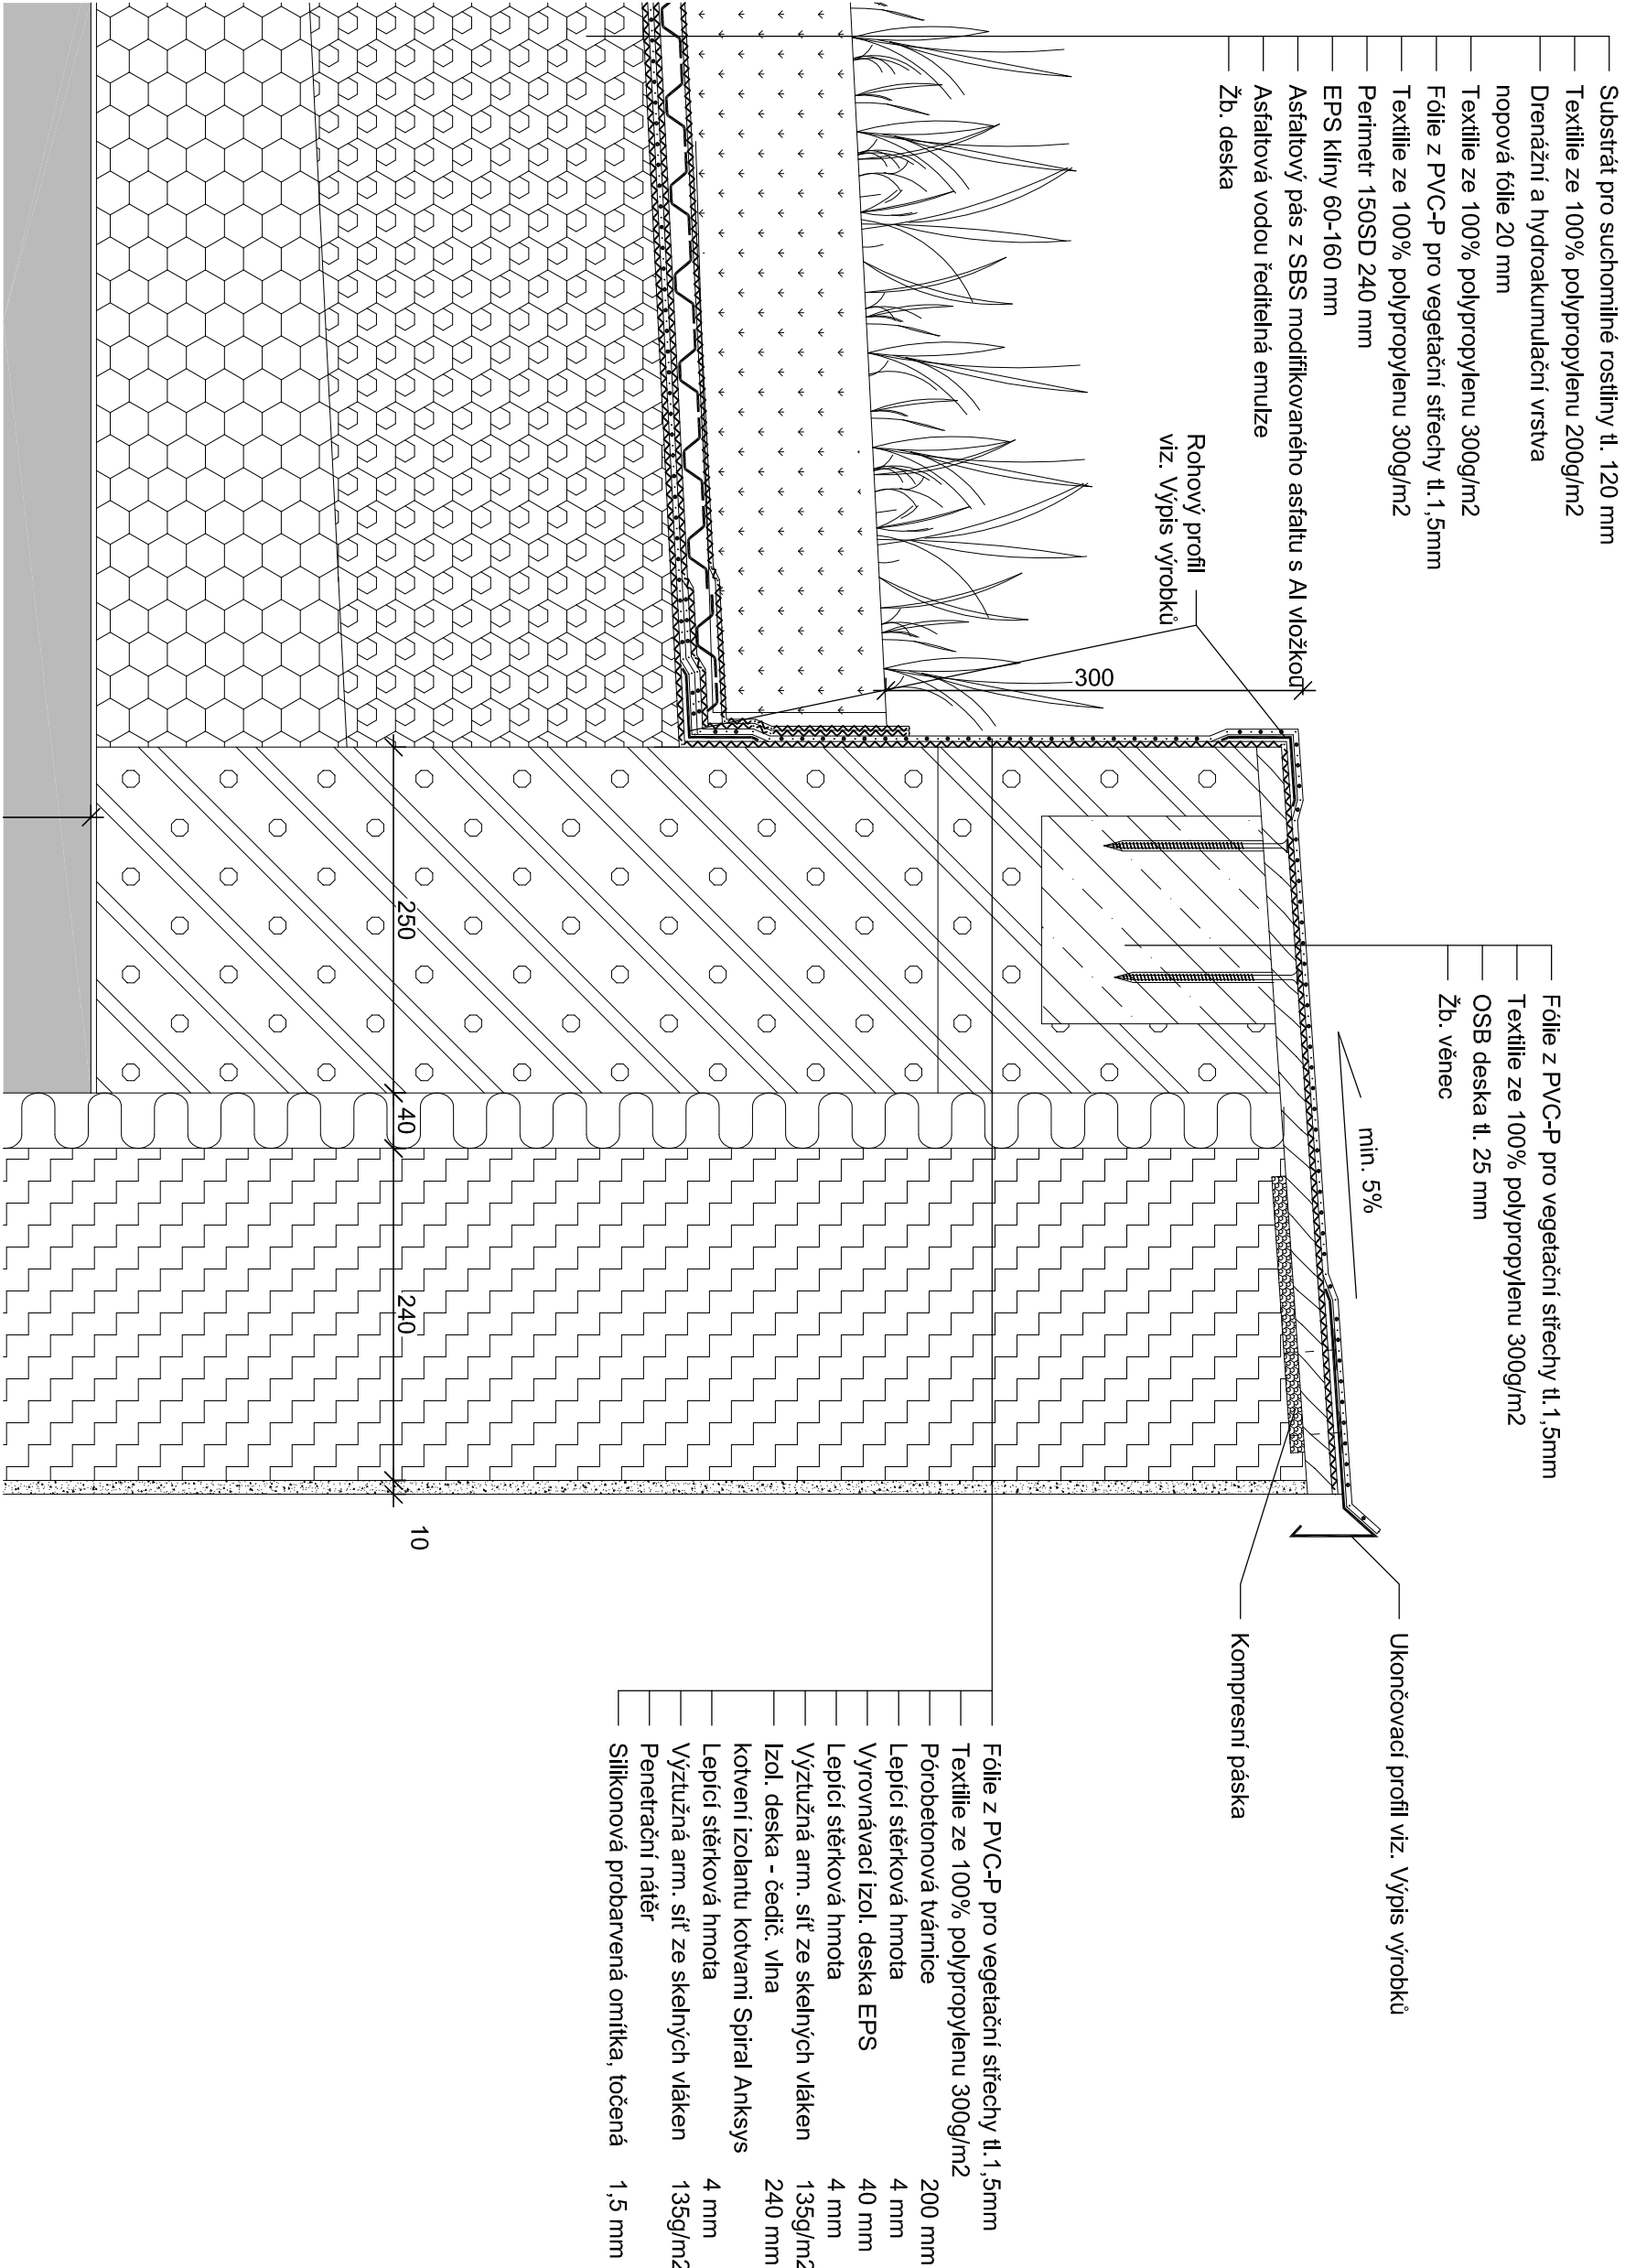 Substrát pro suchomilné rostliny tl. 120 mm
Textilie ze 100% polypropylenu 200g/m2
Drenážní a hydroakumulační vrstva
nopová fólie 20 mm
Textilie ze 100% polypropylenu 300g/m2
Fólie z PVC-P pro vegetační střechy tl.1,5mm
Textilie ze 100% polypropylenu 300g/m2
Perimetr 150SD 240 mm
EPS klíny 60-160 mm
Asfaltový pás z SBS modifikovaného asfaltu s Al vložkou
Asfaltová vodou ředitelná emulze
Žb. deska
Rohový profil
viz. Výpis výrobků
300
Fólie z PVC-P pro vegetační střechy tl.1,5mm
Textilie ze 100% polypropylenu 300g/m2
OSB deska tl. 25 mm
Žb. věnec
min. 5%
250
40
240
10
Ukončovací profil viz. Výpis výrobků
Kompresní páska
Fólie z PVC-P pro vegetační střechy tl.1,5mm
Textilie ze 100% polypropylenu 300g/m2
Pórobetonová tvárnice 200 mm
Lepící stěrková hmota 4 mm
Vyrovnávací izol. deska EPS 40 mm
Lepící stěrková hmota 4 mm
Výztužná arm. síť ze skelných vláken 135g/m2
Izol. deska - čedič. vlna 240 mm
kotvení izolantu kotvami Spiral Anksys
Lepící stěrková hmota 4 mm
Výztužná arm. síť ze skelných vláken 135g/m2
Penetrační nátěr
Silikonová probarvená omítka, točená 1,5 mm